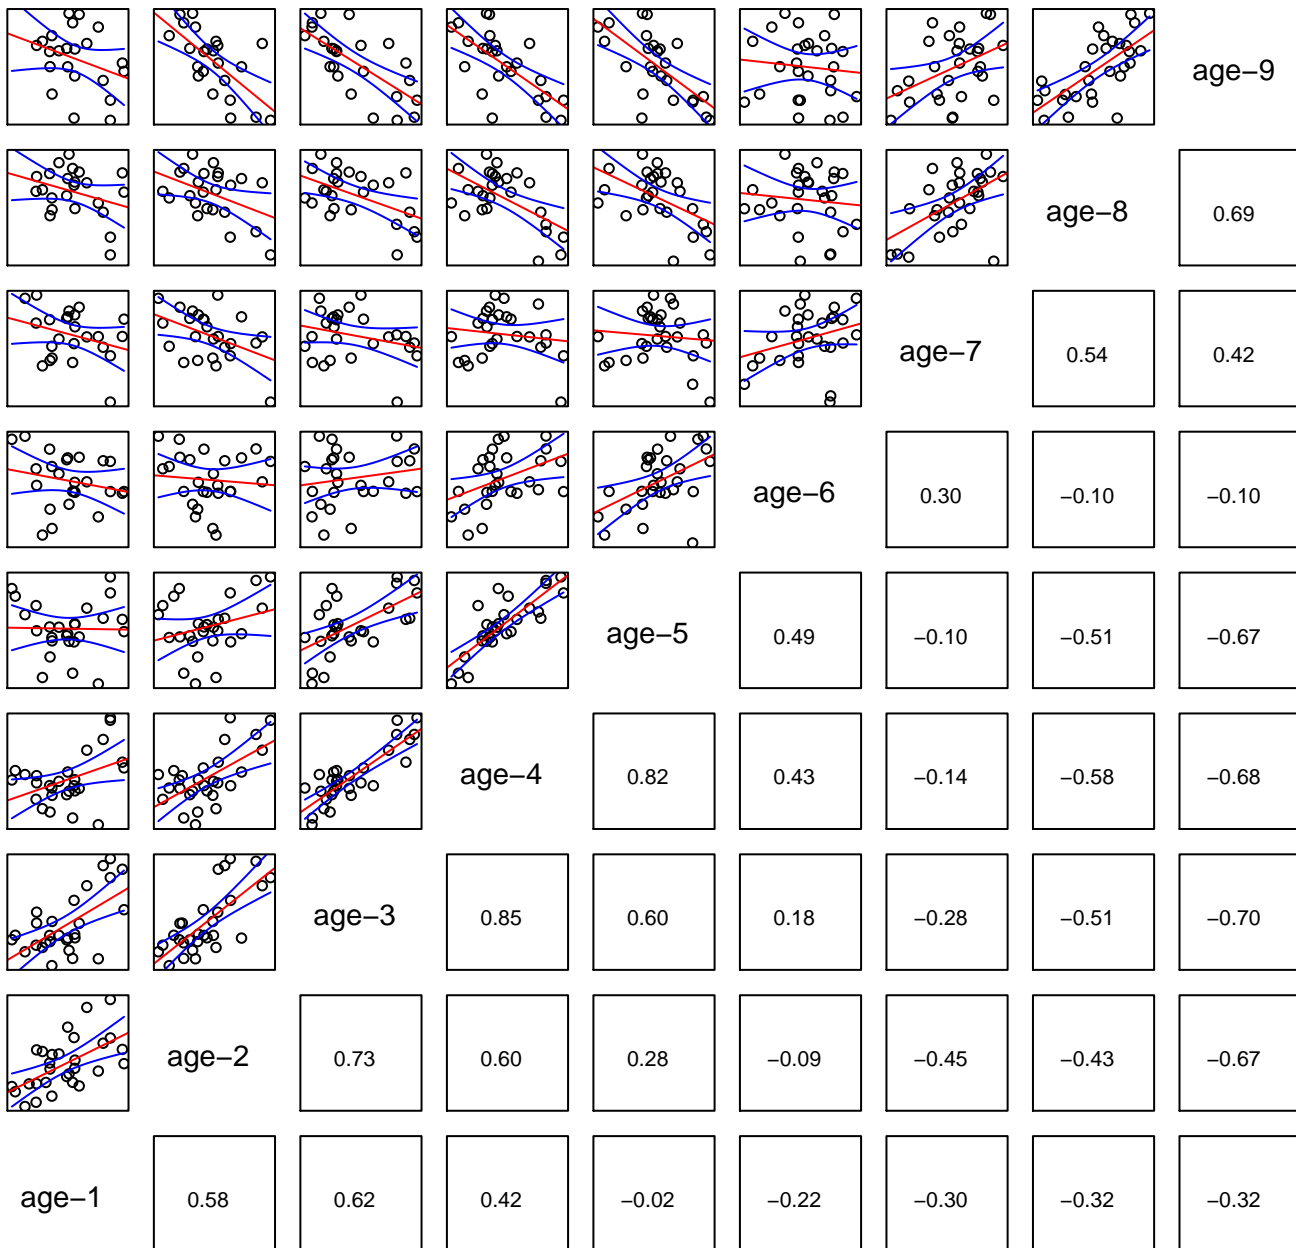 age−9
age−8 0.69
age−7 0.54 0.42
age−6 0.30 −0.10 −0.10
age−5 0.49 −0.10 −0.51 −0.67
age−4 0.82 0.43 −0.14 −0.58 −0.68
age−3 0.85 0.60 0.18 −0.28 −0.51 −0.70
age−2 0.73 0.60 0.28 −0.09 −0.45 −0.43 −0.67
age−1 0.58 0.62 0.42 −0.02 −0.22 −0.30 −0.32 −0.32